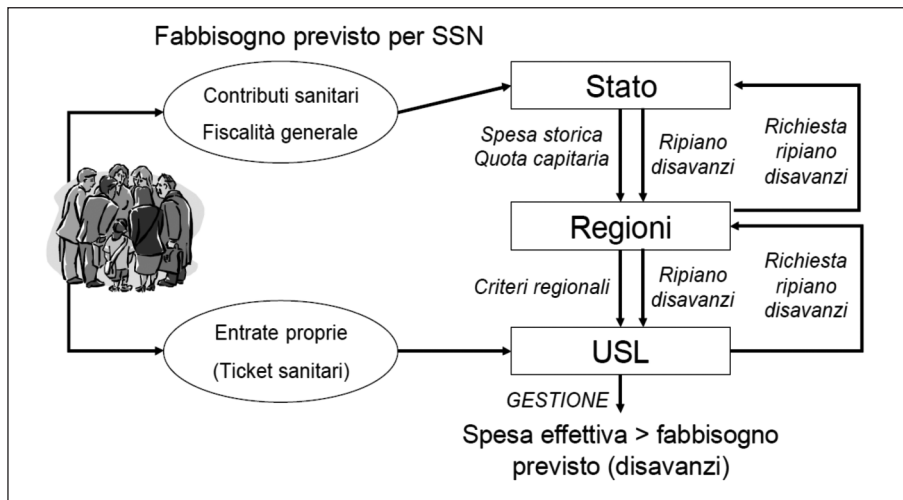 Fabbisogno previsto per SSN
Contributi sanitari
Fiscalità generale
Stato
Spesa storica
Quota capitaria
Ripiano
disavanzi
Richiesta
ripiano
disavanzi
Regioni
Criteri regionali
Ripiano
disavanzi
Richiesta
ripiano
disavanzi
Entrate proprie
(Ticket sanitari)
USL
GESTIONE
Spesa effettiva > fabbisogno
previsto (disavanzi)